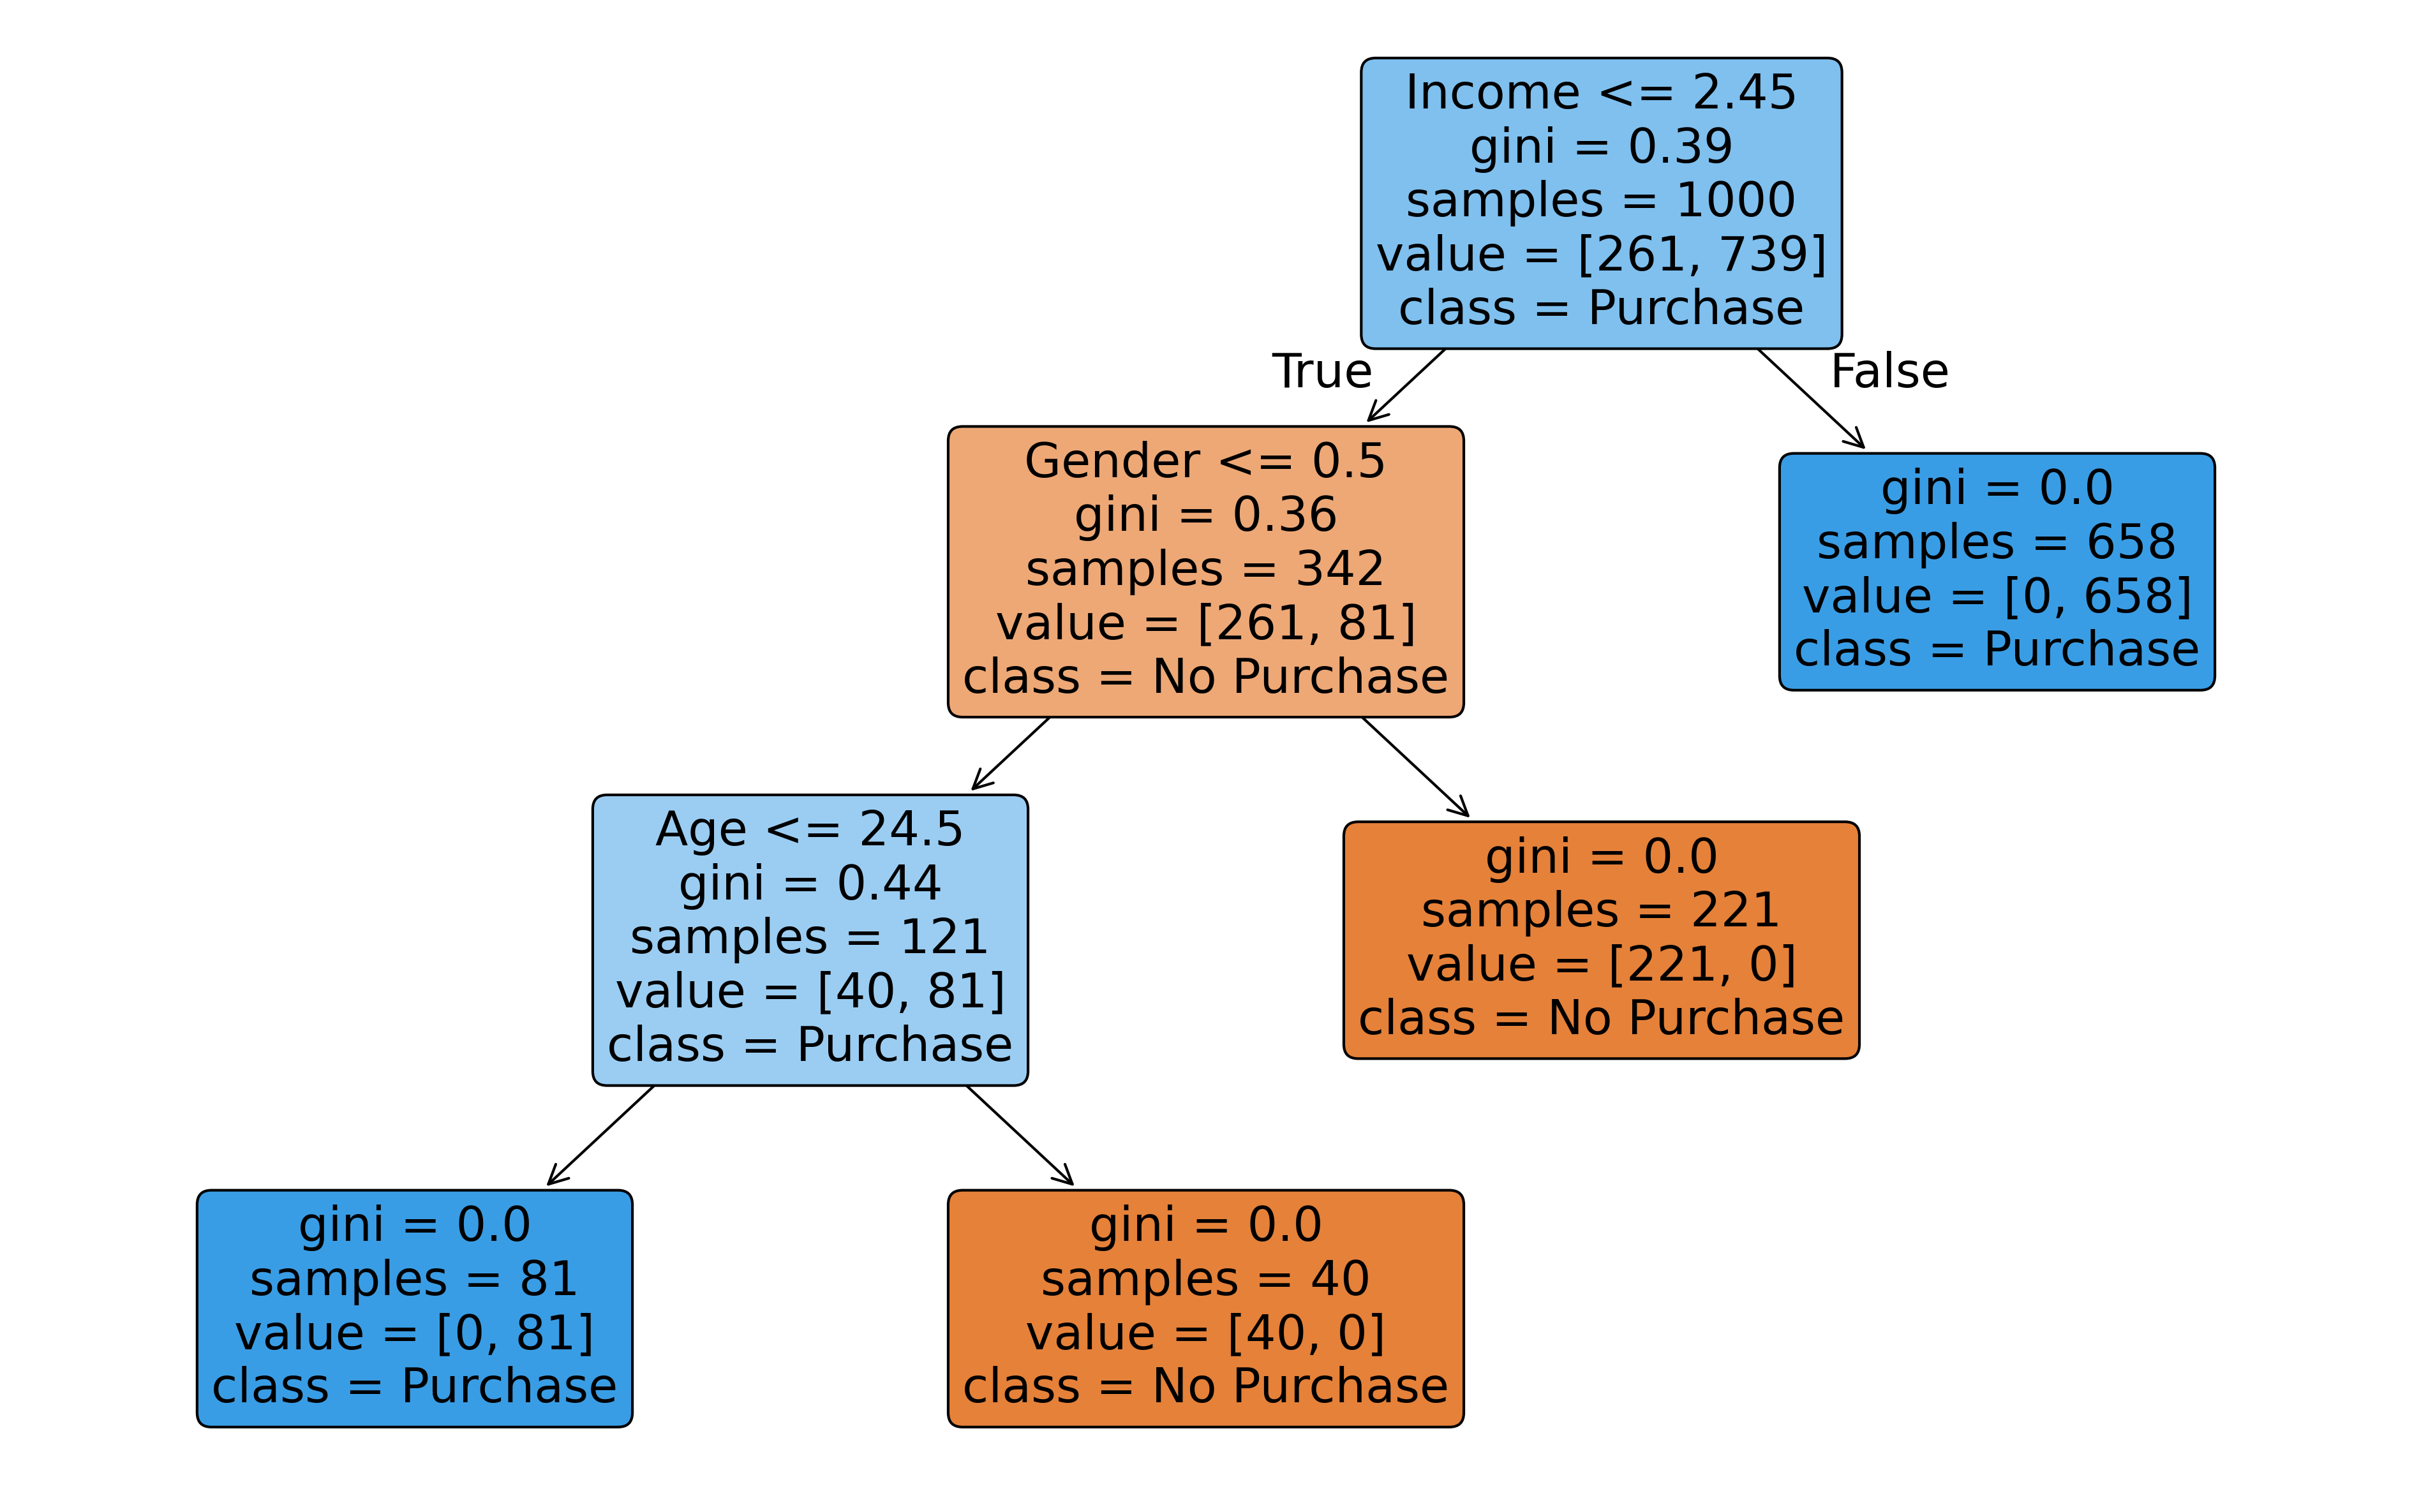 Income <= 2.45
gini = 0.39
samples = 1000
value = [261, 739]
class = Purchase
True
False
Gender <= 0.5
gini = 0.36
samples = 342
value = [261, 81]
class = No Purchase
gini = 0.0
samples = 658
value = [0, 658]
class = Purchase
Age <= 24.5
gini = 0.44
samples = 121
value = [40, 81]
class = Purchase
gini = 0.0
samples = 221
value = [221, 0]
class = No Purchase
gini = 0.0
samples = 81
value = [0, 81]
class = Purchase
gini = 0.0
samples = 40
value = [40, 0]
class = No Purchase